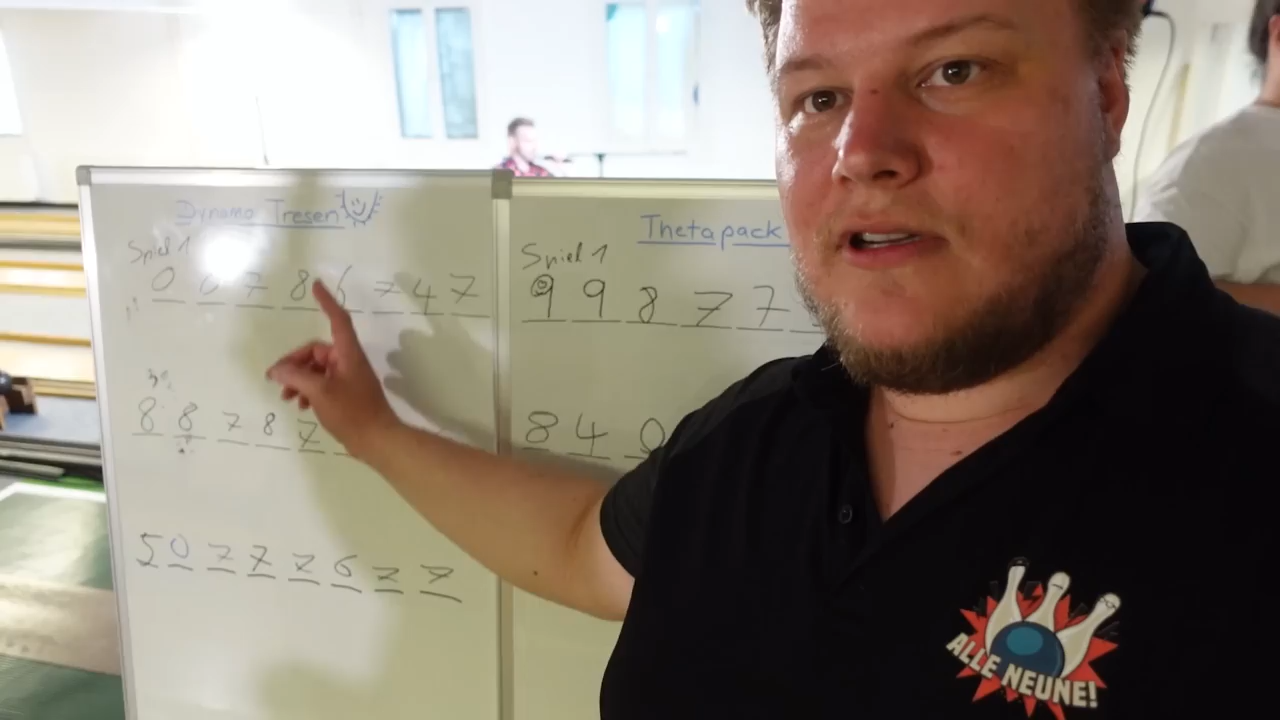 Dynamo Tresen
Spiel 1
0 6 7 8 6 7 4 7
8 8 7 8 7
5 0 7 7 7 6 7 7
Thetapack
Spiel 1
9 9 8 7 7
8 4 0
ALLE NEUNE!